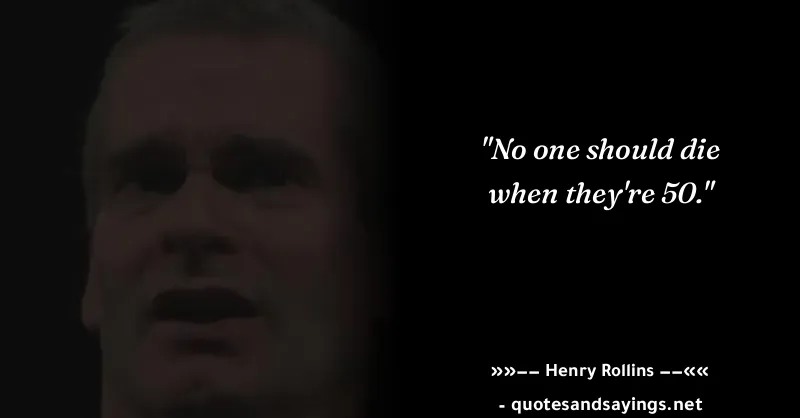 "No one should die
when they're 50."
»»–– Henry Rollins ––««
- quotesandsayings.net